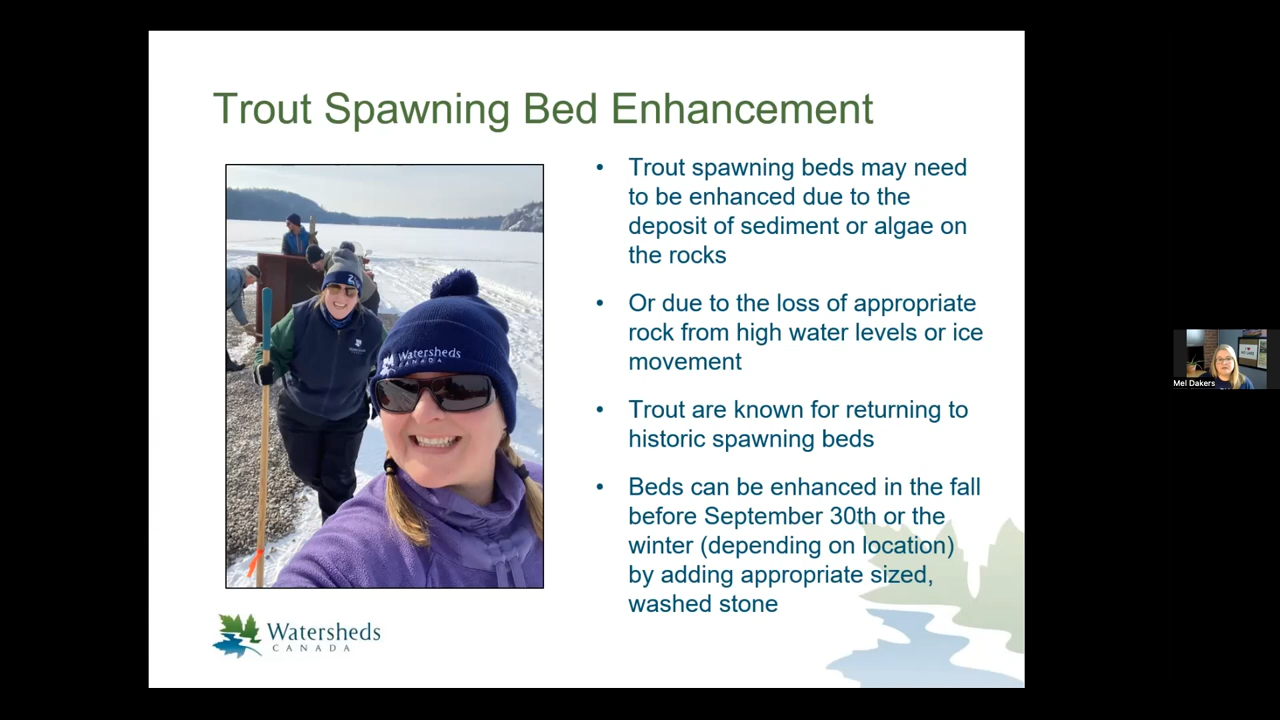 Trout Spawning Bed Enhancement
• Trout spawning beds may need
to be enhanced due to the
deposit of sediment or algae on
the rocks
• Or due to the loss of appropriate
rock from high water levels or ice
movement
• Trout are known for returning to
historic spawning beds
• Beds can be enhanced in the fall
before September 30th or the
winter (depending on location)
by adding appropriate sized,
washed stone
Watersheds
CANADA
Watersheds
CANADA
Mel Dakers